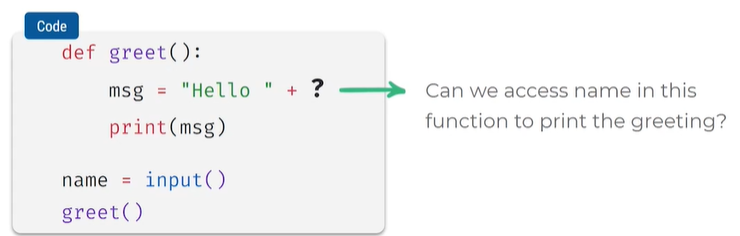 Code
def greet():
    msg = "Hello " + ?
    print(msg)
name = input()
greet()
Can we access name in this
function to print the greeting?